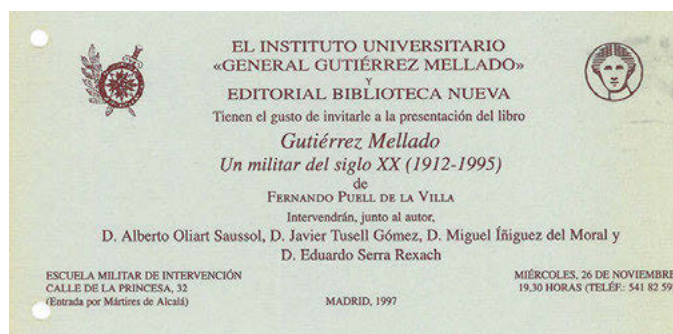 EL INSTITUTO UNIVERSITARIO
«GENERAL GUTIÉRREZ MELLADO»
Y
EDITORIAL BIBLIOTECA NUEVA
Tienen el gusto de invitarle a la presentación del libro
Gutiérrez Mellado
Un militar del siglo XX (1912-1995)
de
FERNANDO PUELL DE LA VILLA
Intervendrán, junto al autor,
D. Alberto Oliart Saussol, D. Javier Tusell Gómez, D. Miguel Íñiguez del Moral y
D. Eduardo Serra Rexach
ESCUELA MILITAR DE INTERVENCIÓN
CALLE DE LA PRINCESA, 32
(Entrada por Mártires de Alcalá)
MADRID, 1997
MIÉRCOLES, 26 DE NOVIEMBRE
19,30 HORAS (TELÉF.: 541 82 59